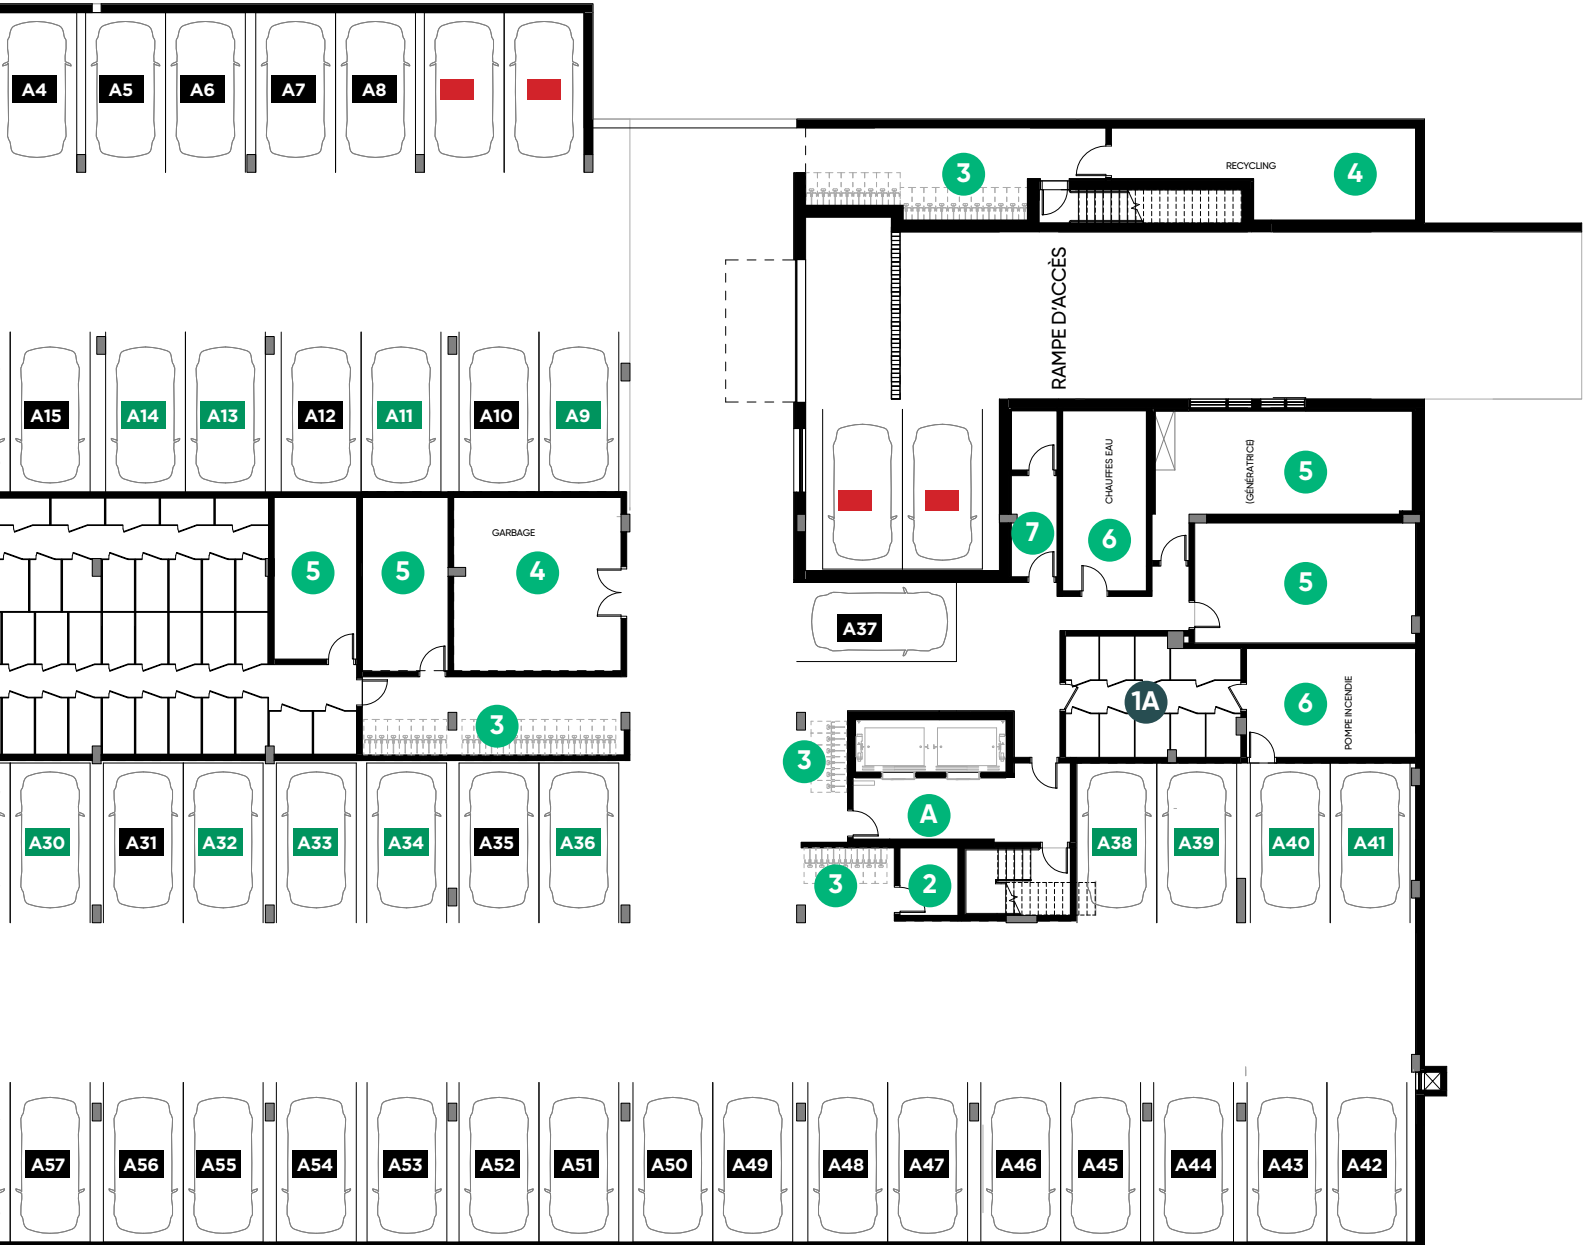 A4 A5 A6 A7 A8
3 RECYCLING 4
RAMPE D'ACCÈS
A15 A14 A13 A12 A11 A10 A9
CHAUFFES EAU
(GÉNÉRATRICE)
5
GARBAGE
7 6
5 5 4 5
A37
1A 6 POMPE INCENDIE
3
3
A
A30 A31 A32 A33 A34 A35 A36 A38 A39 A40 A41
3 2
A57 A56 A55 A54 A53 A52 A51 A50 A49 A48 A47 A46 A45 A44 A43 A42